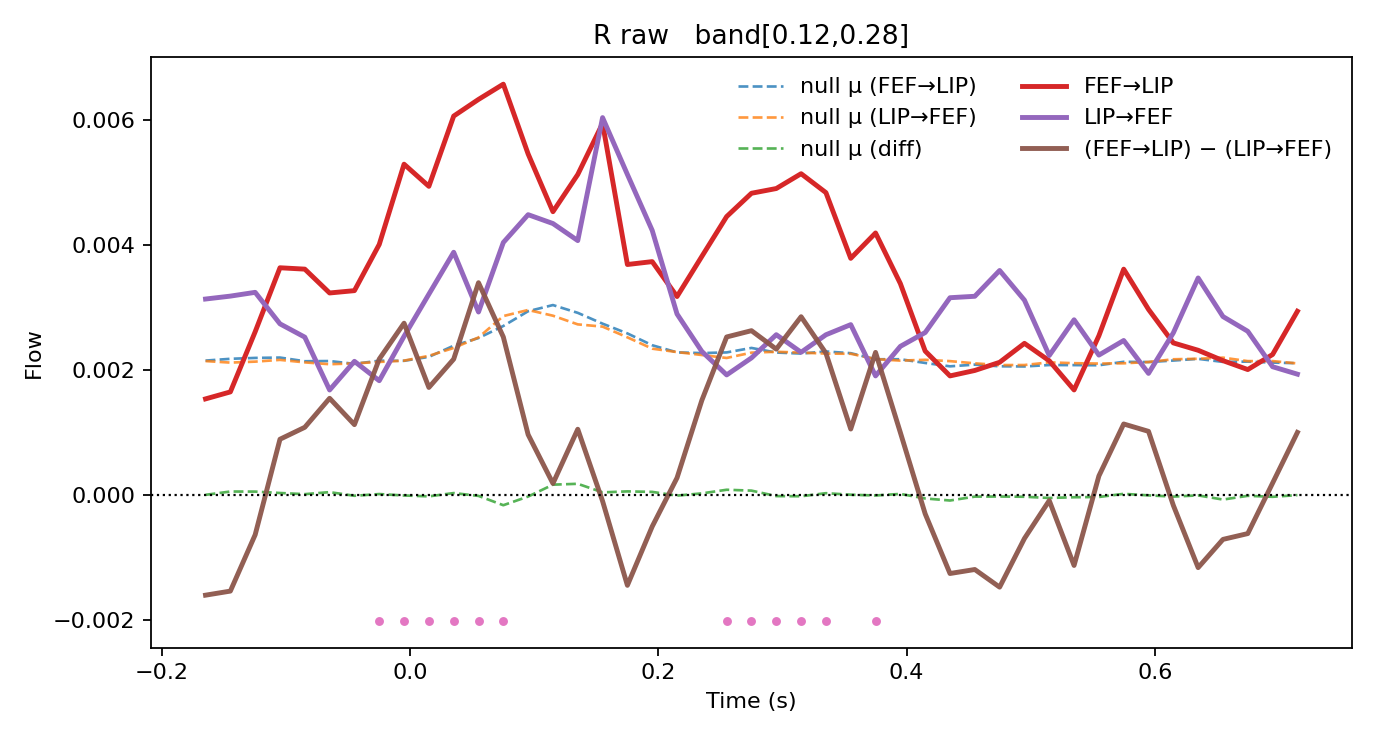 R raw   band[0.12,0.28]
null μ (FEF→LIP)
null μ (LIP→FEF)
null μ (diff)
FEF→LIP
LIP→FEF
(FEF→LIP) − (LIP→FEF)
Flow
0.006
0.004
0.002
0.000
−0.002
−0.2
0.0
0.2
0.4
0.6
Time (s)